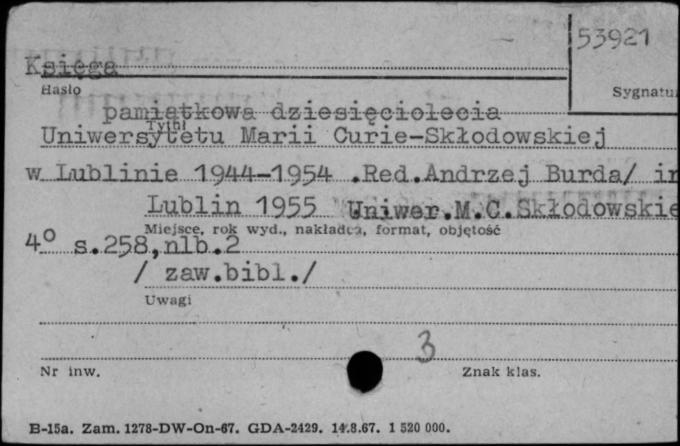 53921
Księga
Hasło
Sygnatu
pamiątkowa dziesięciolecia
Tytuł
Uniwersytetu Marii Curie-Skłodowskiej
w Lublinie 1944-1954 .Red.Andrzej Burda/ in
Lublin 1955 Uniwer.M.C.Skłodowskie
Miejsce, rok wyd., nakładca, format, objętość
4° s.258,nlb.2
/ zaw.bibl./
Uwagi
3
Nr inw.
Znak klas.
B-15a. Zam. 1278-DW-On-67. GDA-2429. 14.8.67. 1 520 000.